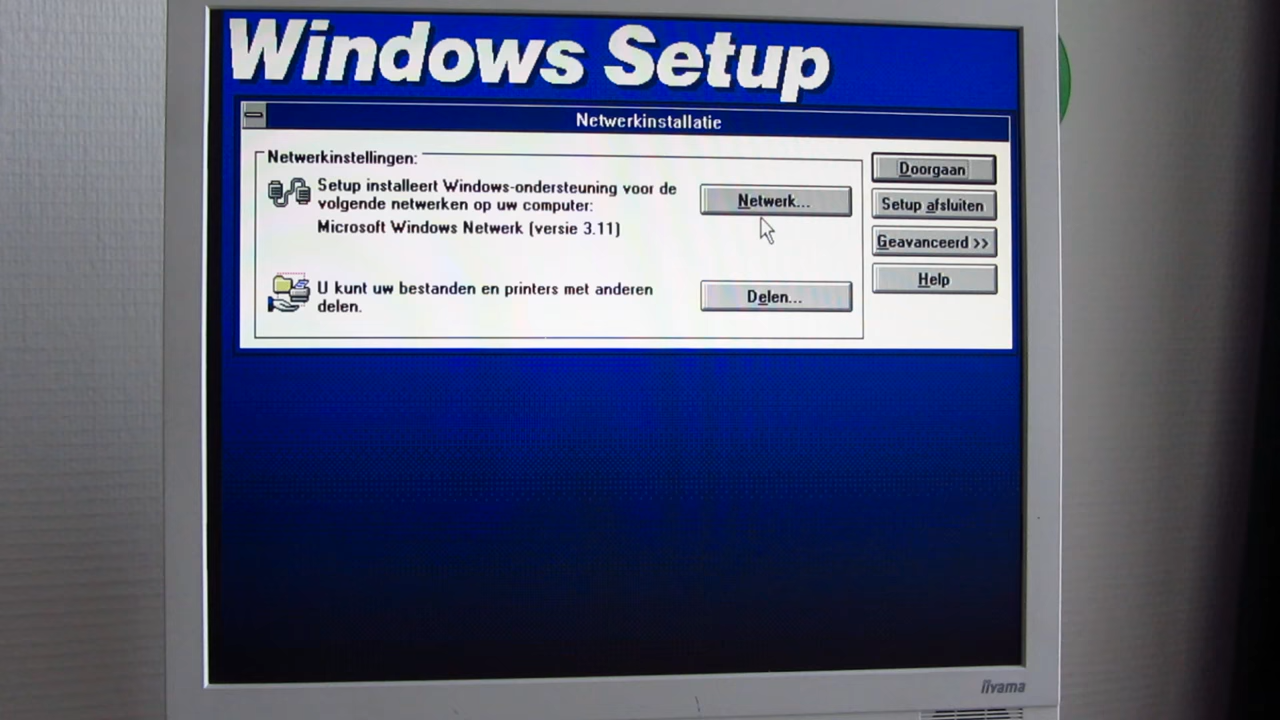 Windows Setup
Netwerkinstallatie
Netwerkinstellingen:
Setup installeert Windows-ondersteuning voor de
volgende netwerken op uw computer:
Microsoft Windows Netwerk (versie 3.11)
Netwerk...
U kunt uw bestanden en printers met anderen
delen.
Delen...
Doorgaan
Setup afsluiten
Geavanceerd >>
Help
iiyama